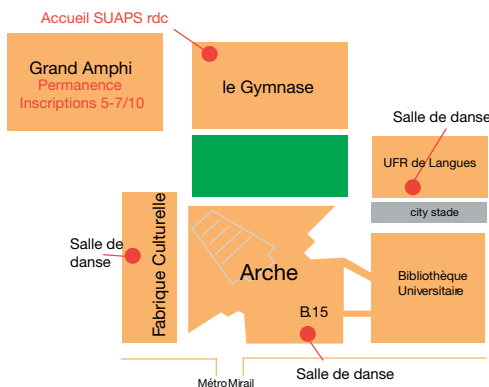 Accueil SUAPS rdc
Grand Amphi
Permanence
Inscriptions 5-7/10
le Gymnase
Salle de danse
UFR de Langues
city stade
Fabrique Culturelle
Salle de
danse
Arche
B.15
Bibliothèque
Universitaire
Salle de danse
Métro Mirail